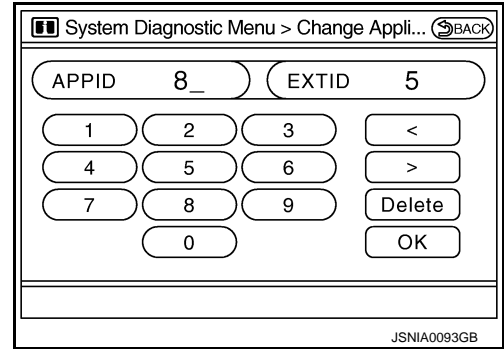 System Diagnostic Menu > Change Appli... BACK
APPID 8_ EXTID 5
1 2 3 <
4 5 6 >
7 8 9 Delete
0 OK
JSNIA0093GB